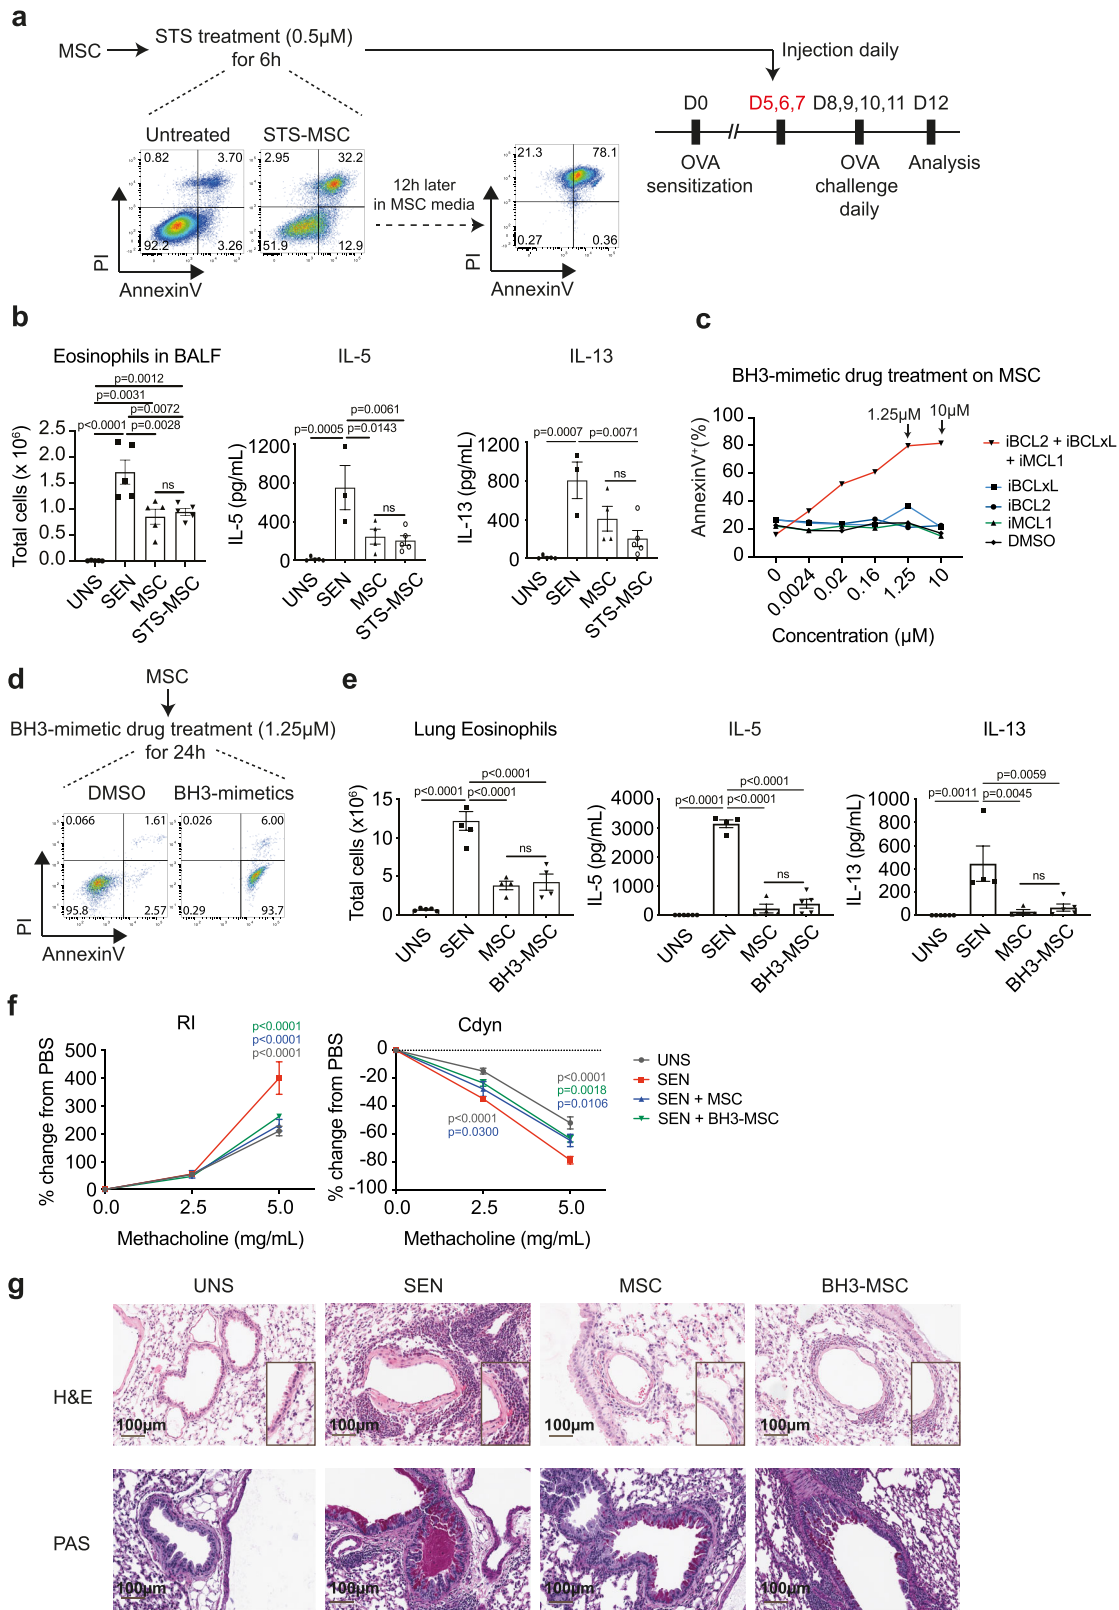 a
MSC
STS treatment (0.5µM)
for 6h
Injection daily
D0
D5,6,7
D8,9,10,11
D12
OVA
sensitization
OVA
challenge
daily
Analysis
Untreated
STS-MSC
0.82
3.70
92.2
3.26
2.95
32.2
51.9
12.9
12h later
in MSC media
21.3
78.1
0.27
0.36
PI
AnnexinV
PI
AnnexinV
b
Eosinophils in BALF
p=0.0012
p=0.0031
p=0.0072
p<0.0001
p=0.0028
ns
Total cells (x 10⁶)
2.5
2.0
1.5
1.0
0.5
0.0
UNS
SEN
MSC
STS-MSC
IL-5
p=0.0061
p=0.0005
p=0.0143
ns
IL-5 (pg/mL)
1200
800
400
0
UNS
SEN
MSC
STS-MSC
IL-13
p=0.0007
p=0.0071
ns
IL-13 (pg/mL)
1200
800
400
0
UNS
SEN
MSC
STS-MSC
c
BH3-mimetic drug treatment on MSC
AnnexinV⁺(%)
100
80
60
40
20
0
1.25µM
10µM
0
0.0024
0.02
0.16
1.25
10
Concentration (µM)
iBCL2 + iBCLxL
+ iMCL1
iBCLxL
iBCL2
iMCL1
DMSO
d
MSC
BH3-mimetic drug treatment (1.25µM)
for 24h
DMSO
BH3-mimetics
0.066
1.61
95.8
2.57
0.026
6.00
0.29
93.7
PI
AnnexinV
e
Lung Eosinophils
p<0.0001
p<0.0001
p<0.0001
ns
Total cells (x10⁶)
15
10
5
0
UNS
SEN
MSC
BH3-MSC
IL-5
p<0.0001
p<0.0001
p<0.0001
ns
IL-5 (pg/mL)
4000
3000
2000
1000
0
UNS
SEN
MSC
BH3-MSC
IL-13
p=0.0059
p=0.0011
p=0.0045
ns
IL-13 (pg/mL)
1000
800
600
400
200
0
UNS
SEN
MSC
BH3-MSC
f
RI
p<0.0001
p<0.0001
p<0.0001
% change from PBS
500
400
300
200
100
0
0.0
2.5
5.0
Methacholine (mg/mL)
Cdyn
% change from PBS
0
-20
-40
-60
-80
-100
p<0.0001
p=0.0018
p=0.0106
p<0.0001
p=0.0300
0.0
2.5
5.0
Methacholine (mg/mL)
UNS
SEN
SEN + MSC
SEN + BH3-MSC
g
UNS
SEN
MSC
BH3-MSC
H&E
100µm
100µm
100µm
100µm
PAS
100µm
100µm
100µm
100µm